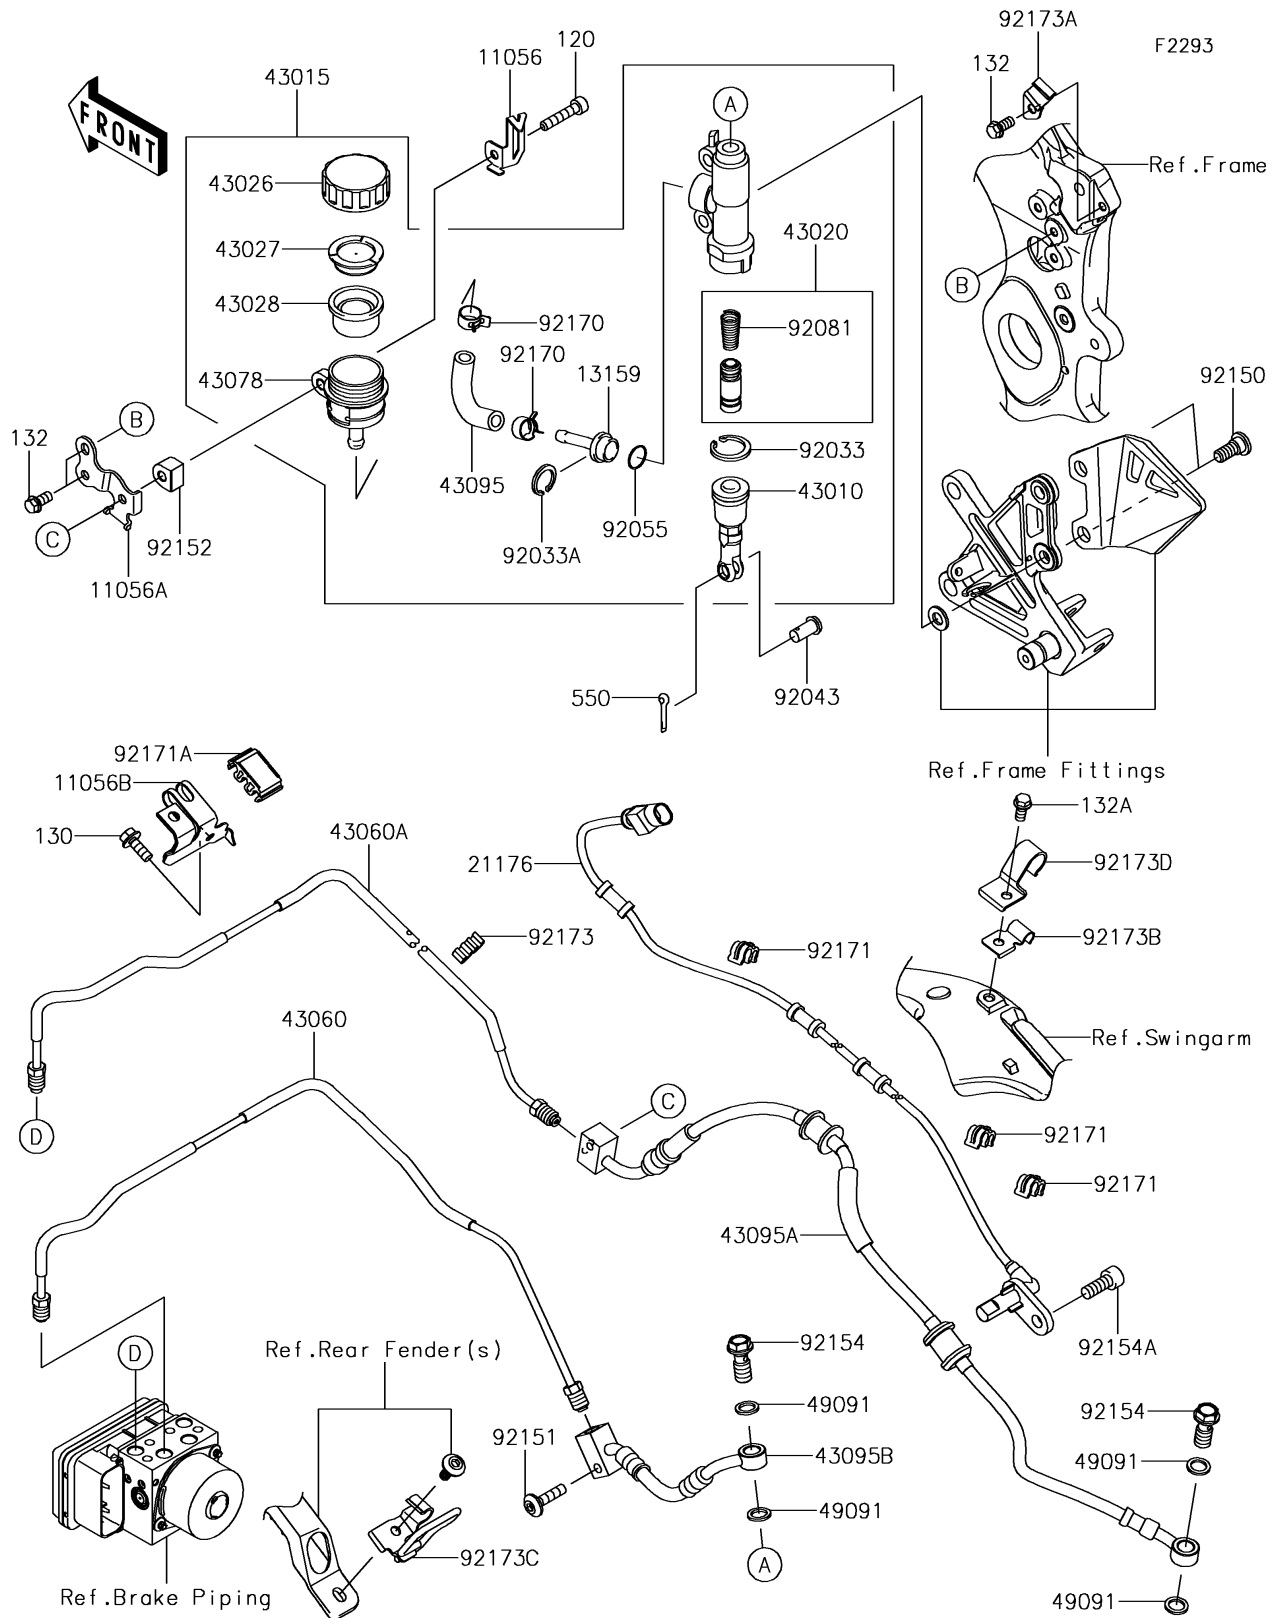 92173A
F2293
120
11056
132
43015
FRONT
A
Ref.Frame
43026
43020
43027
B
43028
92170
92081
92170
13159
43078
92150
B
132
92033
43095
43010
C
92055
92152
92033A
11056A
550
92043
92171A
Ref.Frame Fittings
11056B
132A
130
43060A
21176
92173D
92173
92171
92173B
43060
Ref.Swingarm
C
D
92171
92171
43095A
92154
92154A
D
Ref.Rear Fender(s)
49091
92154
92151
43095B
49091
49091
92173C
A
Ref.Brake Piping
49091